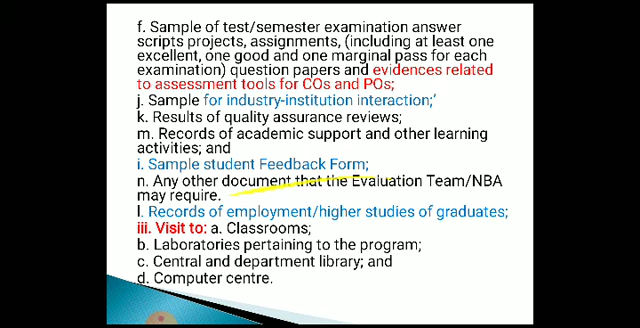 f. Sample of test/semester examination answer
scripts projects, assignments, (including at least one
excellent, one good and one marginal pass for each
examination) question papers and evidences related
to assessment tools for COs and POs;
j. Sample for industry-institution interaction;'
k. Results of quality assurance reviews;
m. Records of academic support and other learning
activities; and
i. Sample student Feedback Form;
n. Any other document that the Evaluation Team/NBA
may require.
l. Records of employment/higher studies of graduates;
iii. Visit to: a. Classrooms;
b. Laboratories pertaining to the program;
c. Central and department library; and
d. Computer centre.